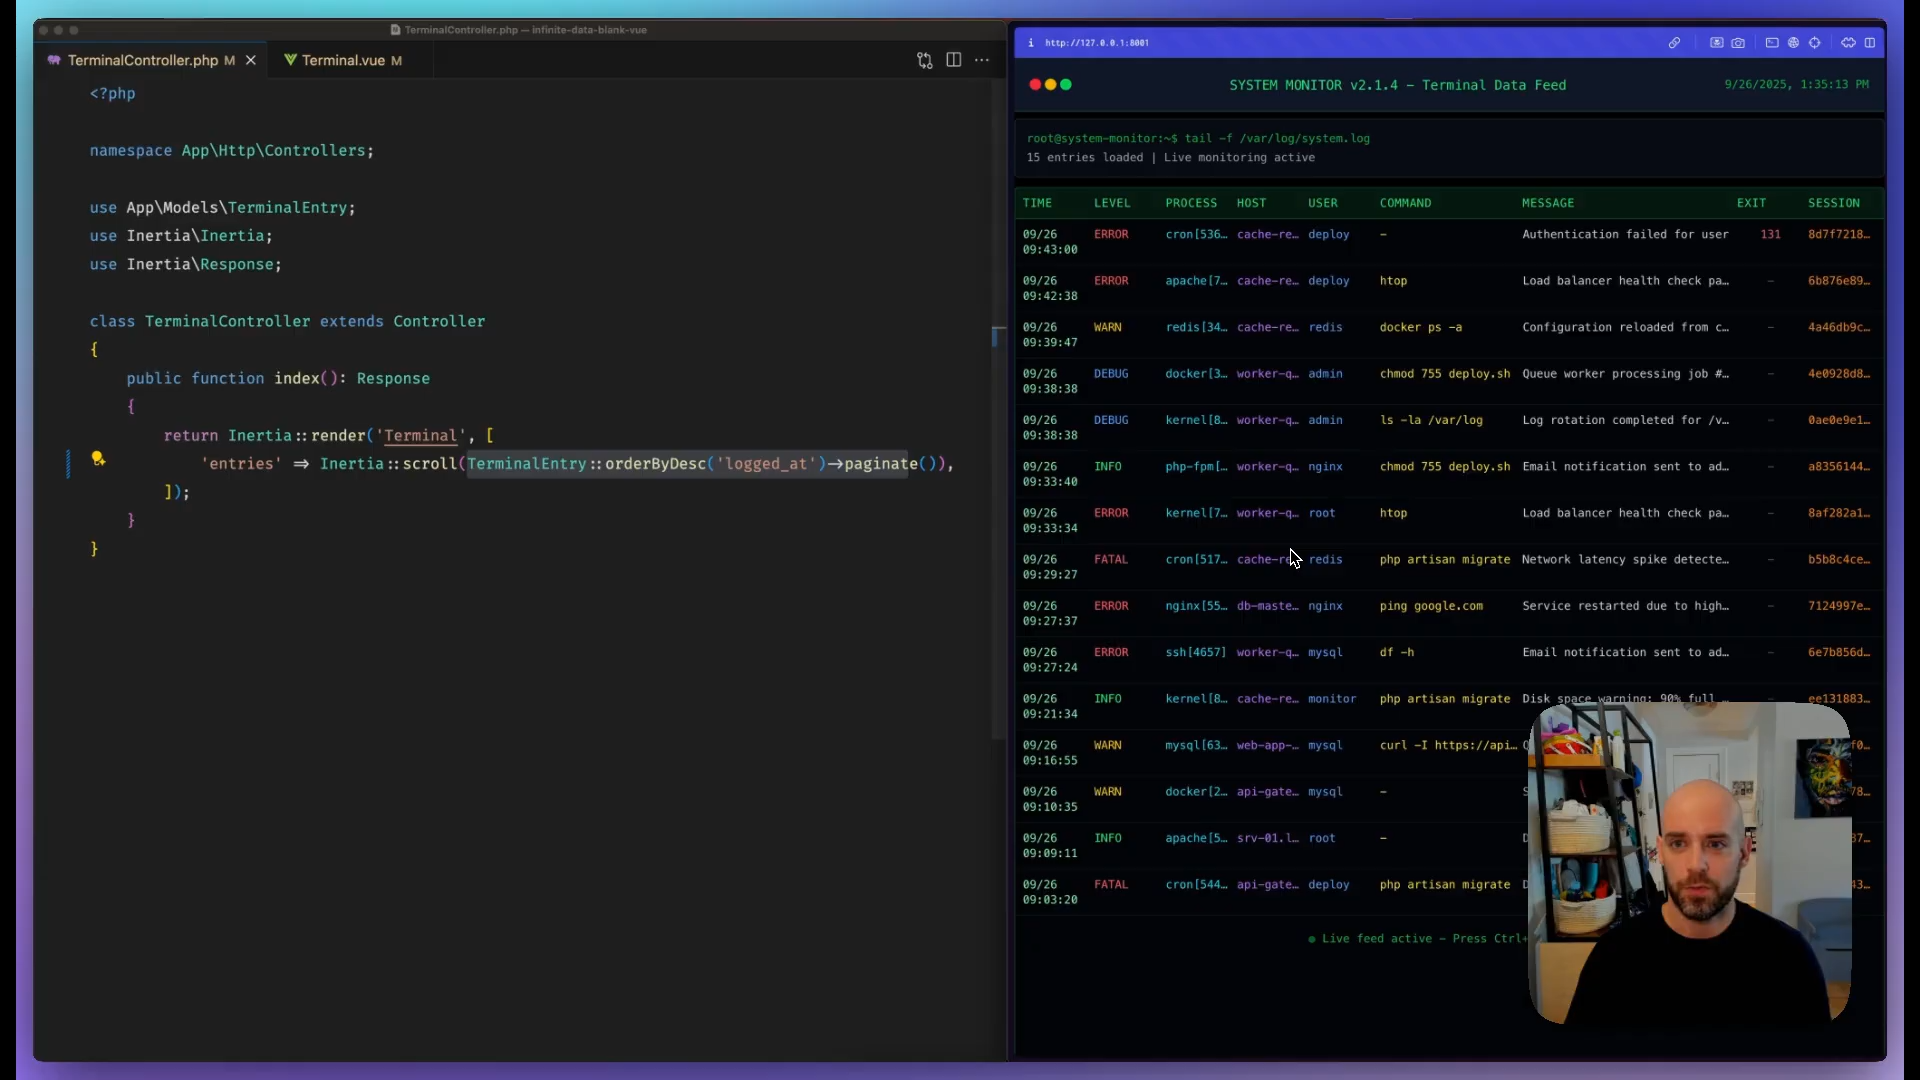 TerminalController.php — infinite-data-blank-vue
TerminalController.php M
Terminal.vue M
<?php
namespace App\Http\Controllers;
use App\Models\TerminalEntry;
use Inertia\Inertia;
use Inertia\Response;
class TerminalController extends Controller
{
public function index(): Response
{
return Inertia::render('Terminal', [
'entries' => Inertia::scroll(TerminalEntry::orderByDesc('logged_at')->paginate()),
]);
}
}
http://127.0.0.1:8001
SYSTEM MONITOR v2.1.4 - Terminal Data Feed
9/26/2025, 1:35:13 PM
root@system-monitor:~$ tail -f /var/log/system.log
15 entries loaded | Live monitoring active
TIME LEVEL PROCESS HOST USER COMMAND MESSAGE EXIT SESSION
09/26 ERROR cron[536… cache-re… deploy - Authentication failed for user 131 8d7f7218…
09:43:00
09/26 ERROR apache[7… cache-re… deploy htop Load balancer health check pa… - 6b876e89…
09:42:38
09/26 WARN redis[34… cache-re… redis docker ps -a Configuration reloaded from c… - 4a46db9c…
09:39:47
09/26 DEBUG docker[3… worker-q… admin chmod 755 deploy.sh Queue worker processing job #… - 4e0928d8…
09:38:38
09/26 DEBUG kernel[8… worker-q… admin ls -la /var/log Log rotation completed for /v… - 0ae0e9e1…
09:38:38
09/26 INFO php-fpm[… worker-q… nginx chmod 755 deploy.sh Email notification sent to ad… - a8356144…
09:33:40
09/26 ERROR kernel[7… worker-q… root htop Load balancer health check pa… - 8af282a1…
09:33:34
09/26 FATAL cron[517… cache-re redis php artisan migrate Network latency spike detecte… - b5b8c4ce…
09:29:27
09/26 ERROR nginx[55… db-maste… nginx ping google.com Service restarted due to high… - 7124997e…
09:27:37
09/26 ERROR ssh[4657] worker-q… mysql df -h Email notification sent to ad… - 6e7b856d…
09:27:24
09/26 INFO kernel[8… cache-re… monitor php artisan migrate Disk space warning: 90% full … - ee131883…
09:21:34
09/26 WARN mysql[63… web-app-… mysql curl -I https://api…
09:16:55
09/26 WARN docker[2… api-gate… mysql -
09:10:35
09/26 INFO apache[5… srv-01.l… root -
09:09:11
09/26 FATAL cron[544… api-gate… deploy php artisan migrate
09:03:20
Live feed active - Press Ctrl+